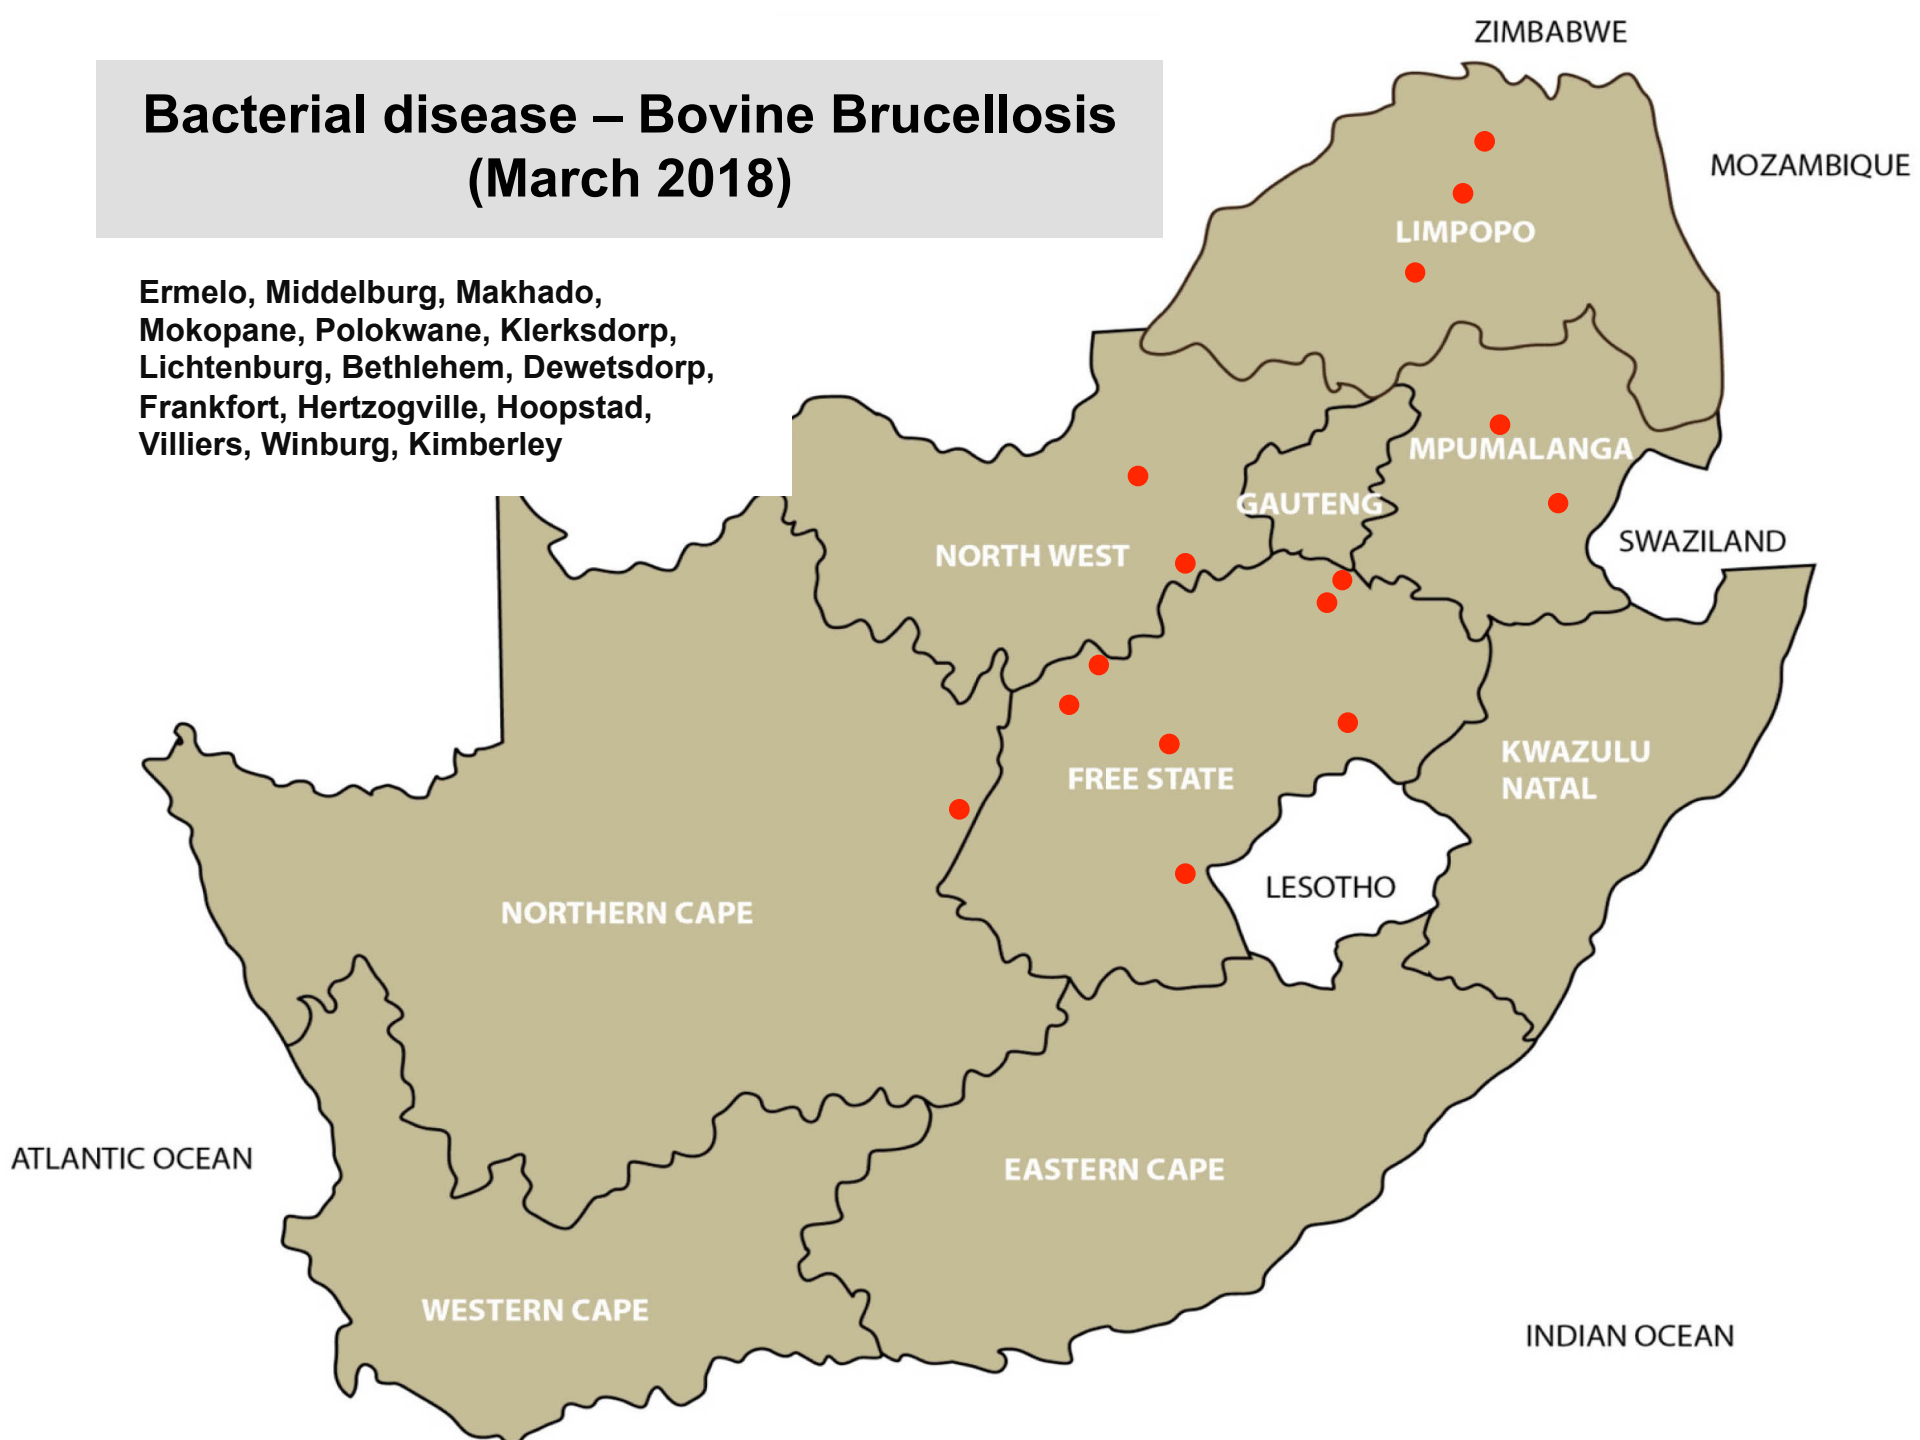 Bacterial disease – Bovine Brucellosis
(March 2018)
Ermelo, Middelburg, Makhado,
Mokopane, Polokwane, Klerksdorp,
Lichtenburg, Bethlehem, Dewetsdorp,
Frankfort, Hertzogville, Hoopstad,
Villiers, Winburg, Kimberley
ZIMBABWE
MOZAMBIQUE
LIMPOPO
MPUMALANGA
GAUTENG
SWAZILAND
NORTH WEST
KWAZULU
NATAL
FREE STATE
LESOTHO
NORTHERN CAPE
ATLANTIC OCEAN
EASTERN CAPE
WESTERN CAPE
INDIAN OCEAN